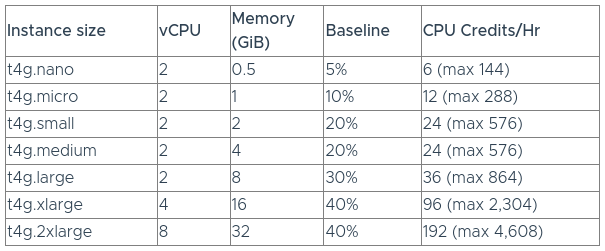 Instance size vCPU Memory (GiB) Baseline CPU Credits/Hr
t4g.nano 2 0.5 5% 6 (max 144)
t4g.micro 2 1 10% 12 (max 288)
t4g.small 2 2 20% 24 (max 576)
t4g.medium 2 4 20% 24 (max 576)
t4g.large 2 8 30% 36 (max 864)
t4g.xlarge 4 16 40% 96 (max 2,304)
t4g.2xlarge 8 32 40% 192 (max 4,608)